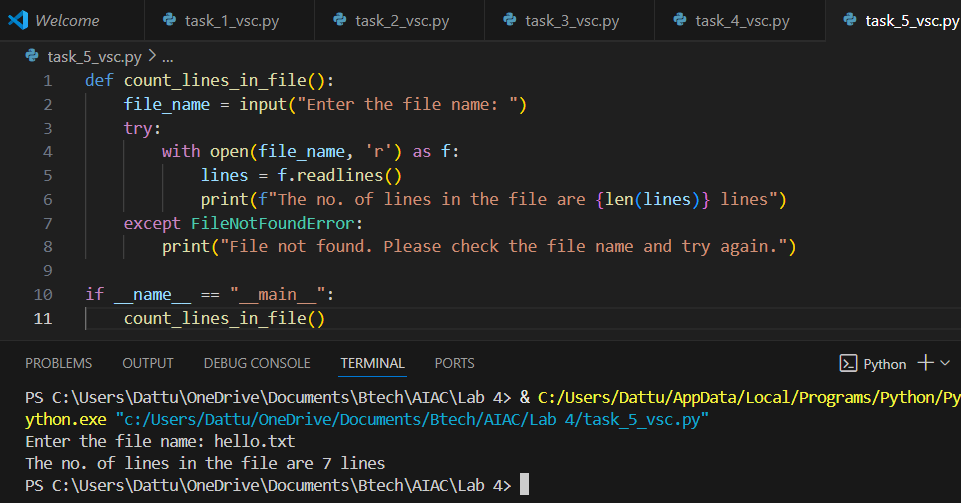 Welcome task_1_vsc.py task_2_vsc.py task_3_vsc.py task_4_vsc.py task_5_vsc.py
task_5_vsc.py > ...
1 def count_lines_in_file():
2     file_name = input("Enter the file name: ")
3     try:
4         with open(file_name, 'r') as f:
5             lines = f.readlines()
6             print(f"The no. of lines in the file are {len(lines)} lines")
7     except FileNotFoundError:
8         print("File not found. Please check the file name and try again.")
9
10 if __name__ == "__main__":
11     count_lines_in_file()
PROBLEMS OUTPUT DEBUG CONSOLE TERMINAL PORTS Python
PS C:\Users\Dattu\OneDrive\Documents\Btech\AIAC\Lab 4> & C:/Users/Dattu/AppData/Local/Programs/Python/Py
ython.exe "c:/Users/Dattu/OneDrive/Documents/Btech/AIAC/Lab 4/task_5_vsc.py"
Enter the file name: hello.txt
The no. of lines in the file are 7 lines
PS C:\Users\Dattu\OneDrive\Documents\Btech\AIAC\Lab 4>